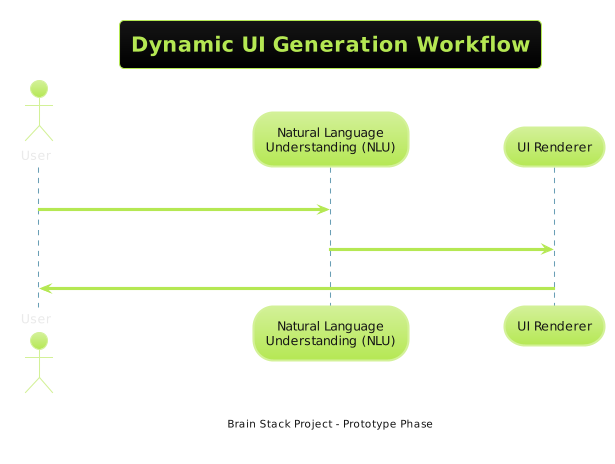 Dynamic UI Generation Workflow
User
Natural Language
Understanding (NLU)
UI Renderer
User
Natural Language
Understanding (NLU)
UI Renderer
Brain Stack Project - Prototype Phase